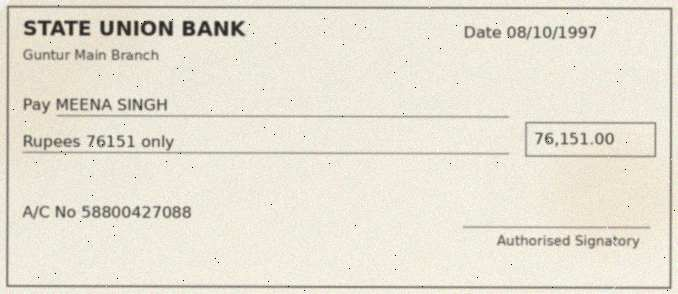 STATE UNION BANK
Date 08/10/1997
Guntur Main Branch
Pay MEENA SINGH
Rupees 76151 only
76,151.00
A/C No 58800427088
Authorised Signatory